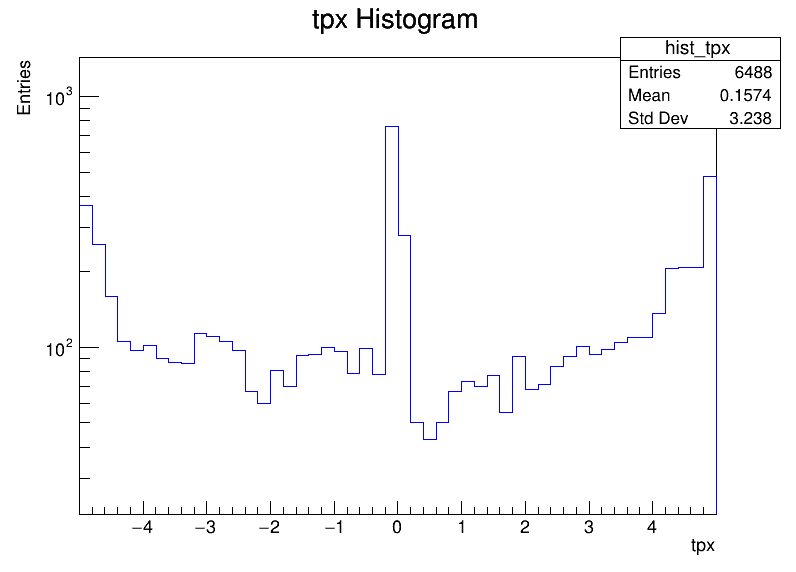 tpx Histogram
hist_tpx
Entries 6488
Mean 0.1574
Std Dev 3.238
Entries
10³
10²
−4 −3 −2 −1 0 1 2 3 4
tpx